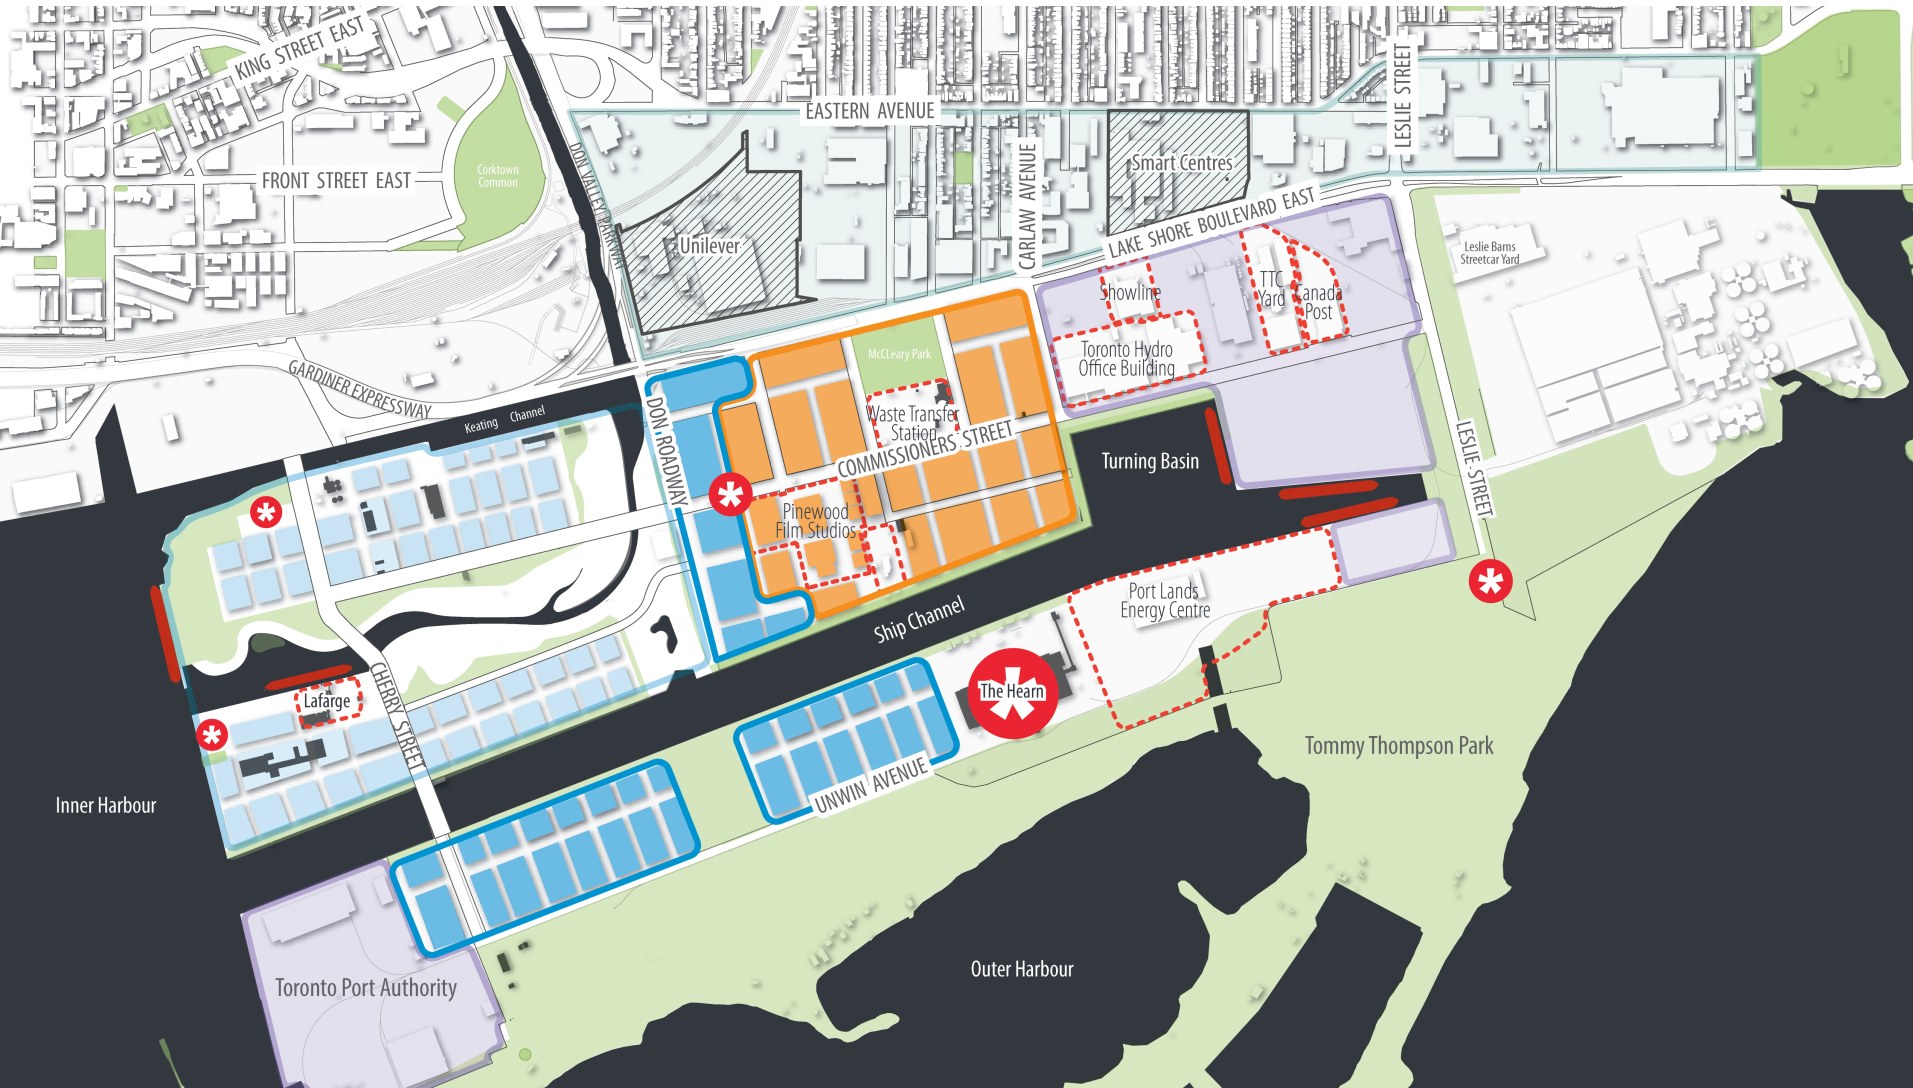 KING STREET EAST
EASTERN AVENUE
LESLIE STREET
Corktown
Common
FRONT STREET EAST
DON VALLEY PARKWAY
CARLAW AVENUE
Smart Centres
Unilever
LAKE SHORE BOULEVARD EAST
Leslie Barns
Streetcar Yard
Showline
TTC
Yard
Canada
Post
McCLeary Park
Toronto Hydro
Office Building
GARDINER EXPRESSWAY
Keating Channel
DON ROADWAY
Waste Transfer
Station
COMMISSIONERS STREET
Turning Basin
LESLIE STREET
Pinewood
Film Studios
Port Lands
Energy Centre
Ship Channel
CHERRY STREET
Lafarge
The Hearn
Tommy Thompson Park
UNWIN AVENUE
Inner Harbour
Outer Harbour
Toronto Port Authority